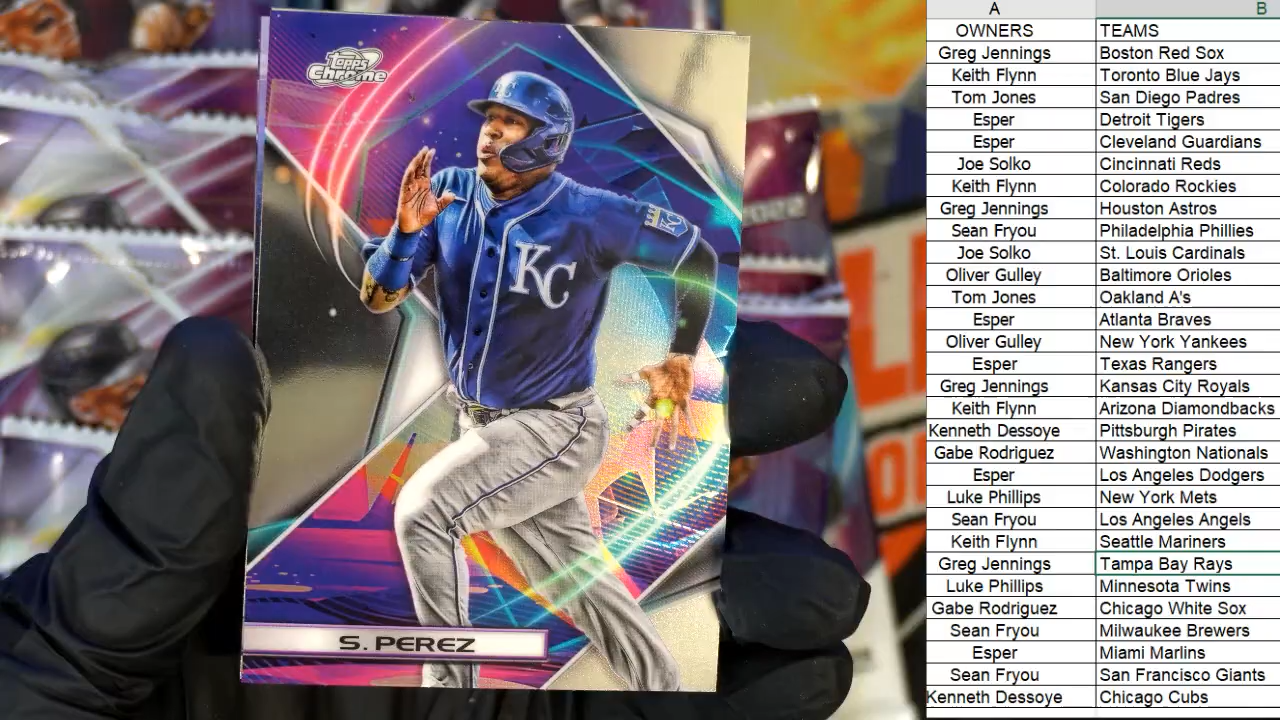 Topps
Chrome
KC
KC
S. PEREZ
A B
OWNERS TEAMS
Greg Jennings Boston Red Sox
Keith Flynn Toronto Blue Jays
Tom Jones San Diego Padres
Esper Detroit Tigers
Esper Cleveland Guardians
Joe Solko Cincinnati Reds
Keith Flynn Colorado Rockies
Greg Jennings Houston Astros
Sean Fryou Philadelphia Phillies
Joe Solko St. Louis Cardinals
Oliver Gulley Baltimore Orioles
Tom Jones Oakland A's
Esper Atlanta Braves
Oliver Gulley New York Yankees
Esper Texas Rangers
Greg Jennings Kansas City Royals
Keith Flynn Arizona Diamondbacks
Kenneth Dessoye Pittsburgh Pirates
Gabe Rodriguez Washington Nationals
Esper Los Angeles Dodgers
Luke Phillips New York Mets
Sean Fryou Los Angeles Angels
Keith Flynn Seattle Mariners
Greg Jennings Tampa Bay Rays
Luke Phillips Minnesota Twins
Gabe Rodriguez Chicago White Sox
Sean Fryou Milwaukee Brewers
Esper Miami Marlins
Sean Fryou San Francisco Giants
Kenneth Dessoye Chicago Cubs